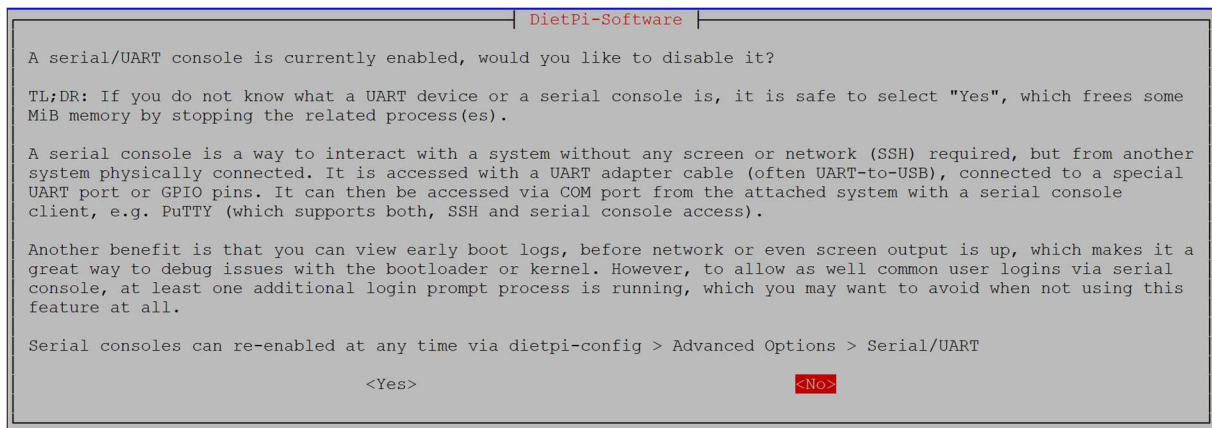 DietPi-Software
A serial/UART console is currently enabled, would you like to disable it?
TL;DR: If you do not know what a UART device or a serial console is, it is safe to select "Yes", which frees some
MiB memory by stopping the related process(es).
A serial console is a way to interact with a system without any screen or network (SSH) required, but from another
system physically connected. It is accessed with a UART adapter cable (often UART-to-USB), connected to a special
UART port or GPIO pins. It can then be accessed via COM port from the attached system with a serial console
client, e.g. PuTTY (which supports both, SSH and serial console access).
Another benefit is that you can view early boot logs, before network or even screen output is up, which makes it a
great way to debug issues with the bootloader or kernel. However, to allow as well common user logins via serial
console, at least one additional login prompt process is running, which you may want to avoid when not using this
feature at all.
Serial consoles can re-enabled at any time via dietpi-config > Advanced Options > Serial/UART
<Yes> <No>